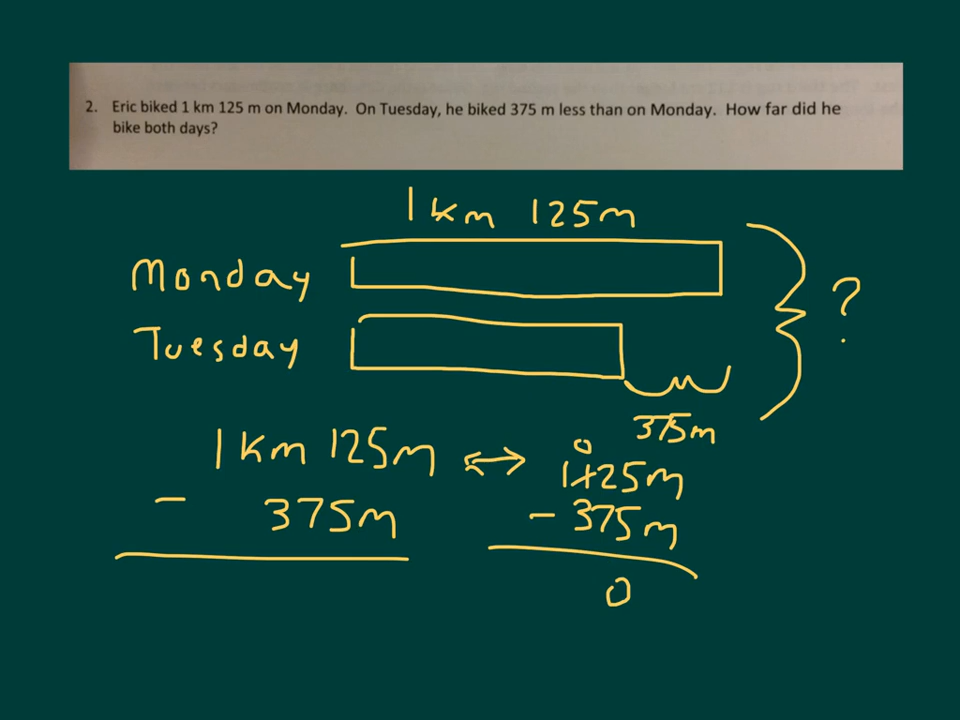 2. Eric biked 1 km 125 m on Monday. On Tuesday, he biked 375 m less than on Monday. How far did he
bike both days?
1 km 125m
Monday
?
Tuesday
375m
1 km 125m ↔ 1125m
0
- 375m
- 375m
0